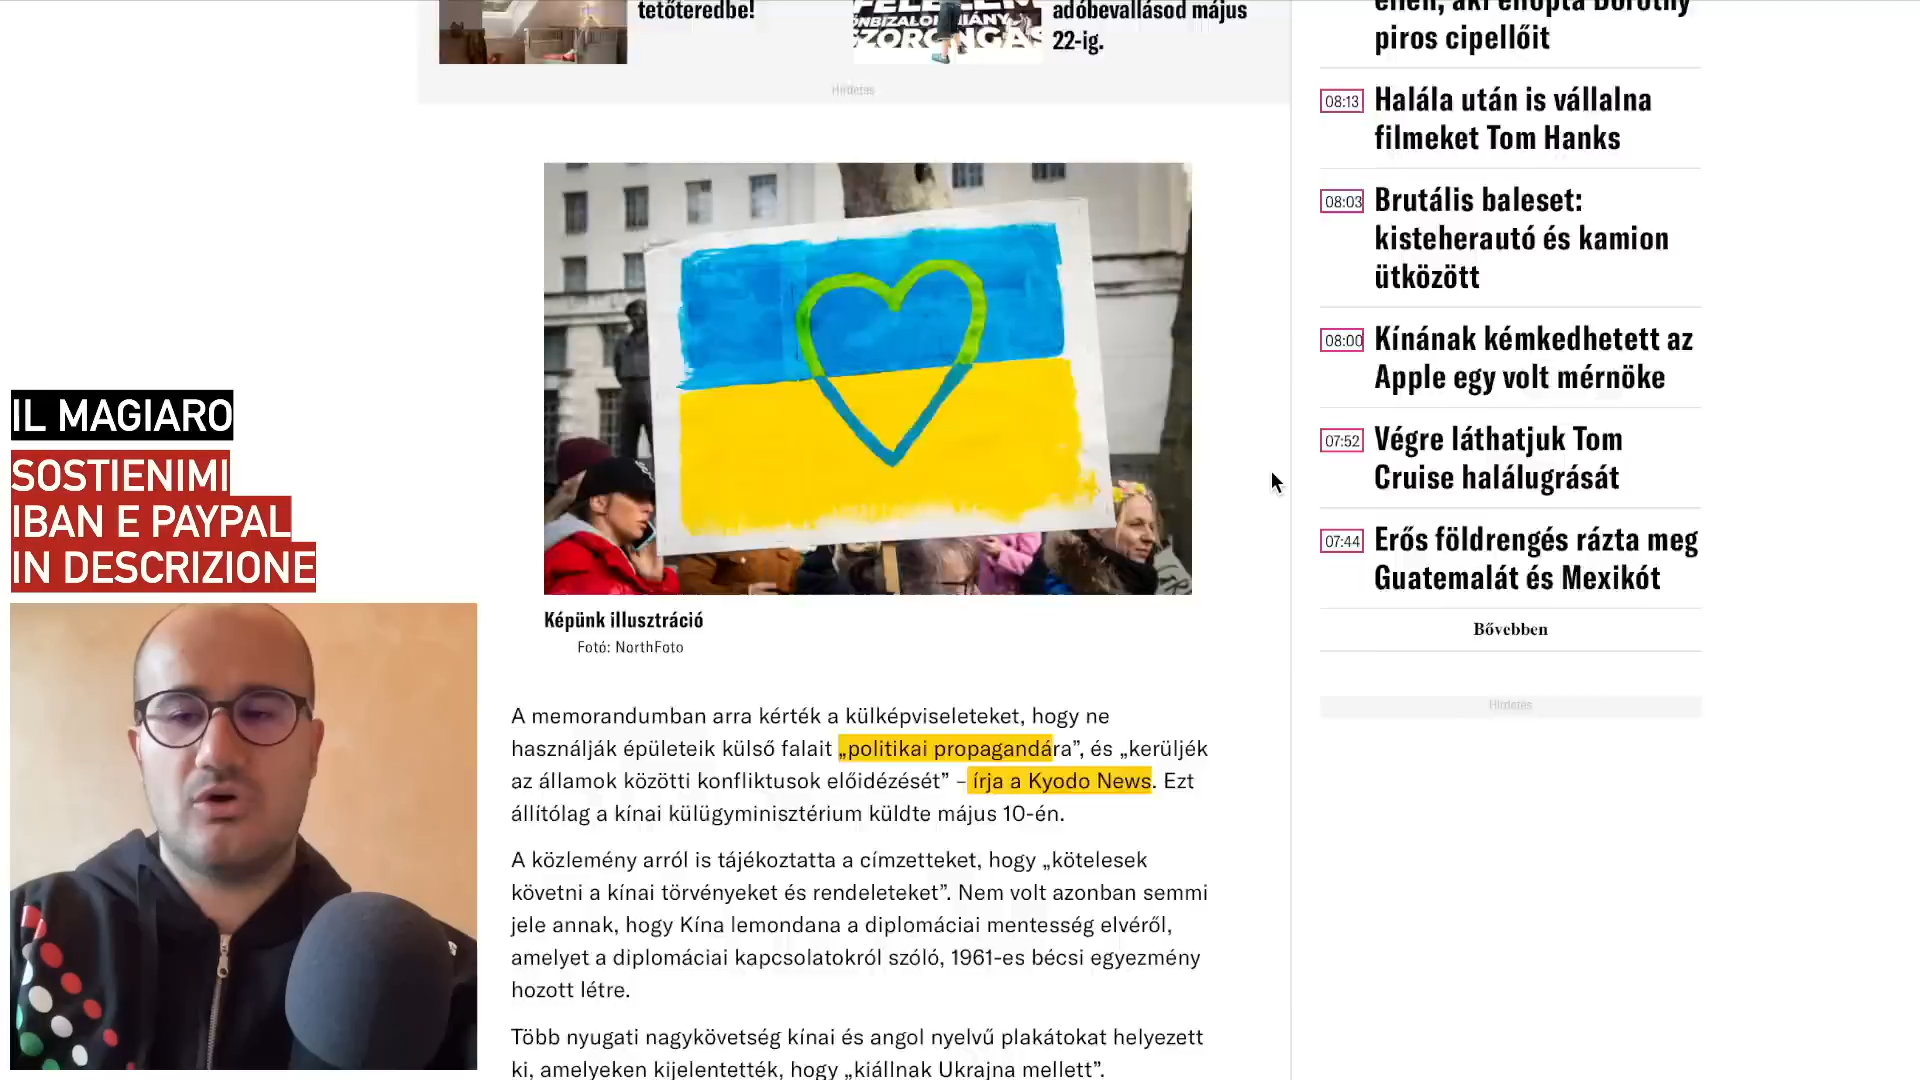 tetőteredbe!
ÖNBIZALOMHIÁNY
adóbevallásod május
22-ig.
Hirdetés
piros cipellőit
08:13
Halála után is vállalna
filmeket Tom Hanks
08:03
Brutális baleset:
kisteherautó és kamion
ütközött
08:00
Kínának kémkedhetett az
Apple egy volt mérnöke
07:52
Végre láthatjuk Tom
Cruise halálugrását
07:44
Erős földrengés rázta meg
Guatemalát és Mexikót
Bővebben
Hirdetés
IL MAGIARO
SOSTIENIMI
IBAN E PAYPAL
IN DESCRIZIONE
Képünk illusztráció
Fotó: NorthFoto
A memorandumban arra kérték a külképviseleteket, hogy ne
használják épületeik külső falait „politikai propagandára”, és „kerüljék
az államok közötti konfliktusok előidézését” – írja a Kyodo News. Ezt
állítólag a kínai külügyminisztérium küldte május 10-én.
A közlemény arról is tájékoztatta a címzetteket, hogy „kötelesek
követni a kínai törvényeket és rendeleteket”. Nem volt azonban semmi
jele annak, hogy Kína lemondana a diplomáciai mentesség elvéről,
amelyet a diplomáciai kapcsolatokról szóló, 1961-es bécsi egyezmény
hozott létre.
Több nyugati nagykövetség kínai és angol nyelvű plakátokat helyezett
ki, amelyeken kijelentették, hogy „kiállnak Ukrajna mellett”.